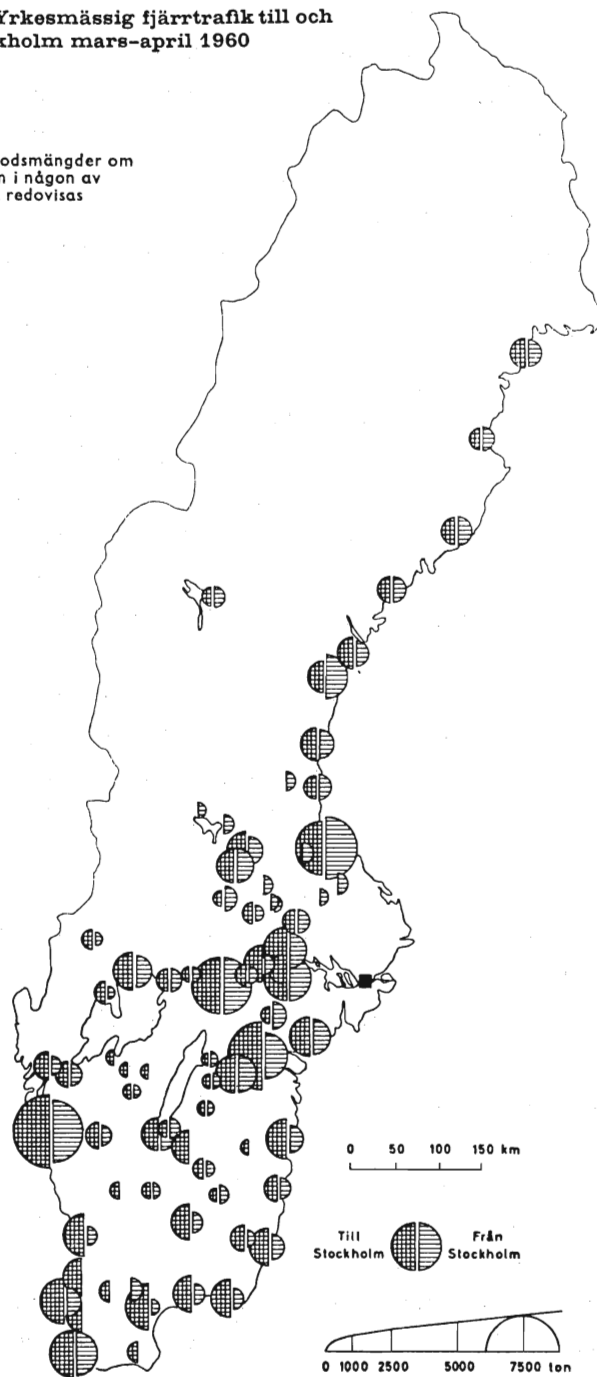 Yrkesmässig fjärrtrafik till och
kholm mars–april 1960
odsmängder om
n i någon av
redovisas
0 50 100 150 km
Till Stockholm
Från Stockholm
0 1000 2500 5000 7500 ton